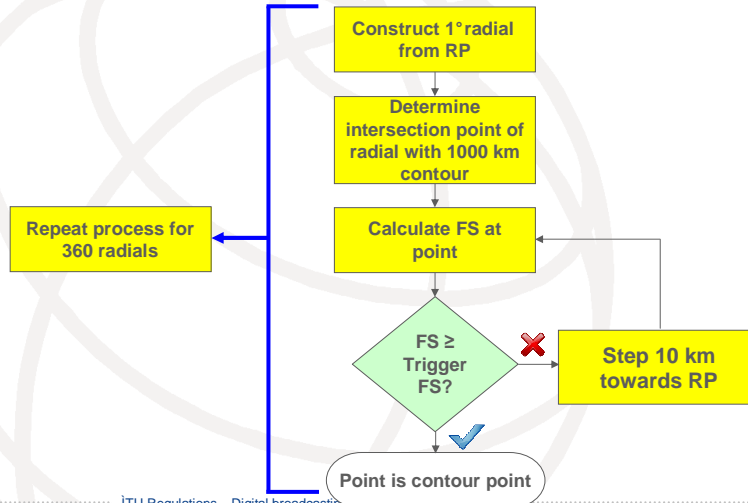 Construct 1° radial
from RP
Determine
intersection point of
radial with 1000 km
contour
Repeat process for
360 radials
Calculate FS at
point
FS ≥
Trigger
FS?
Step 10 km
towards RP
Point is contour point
ITU Regulations – Digital